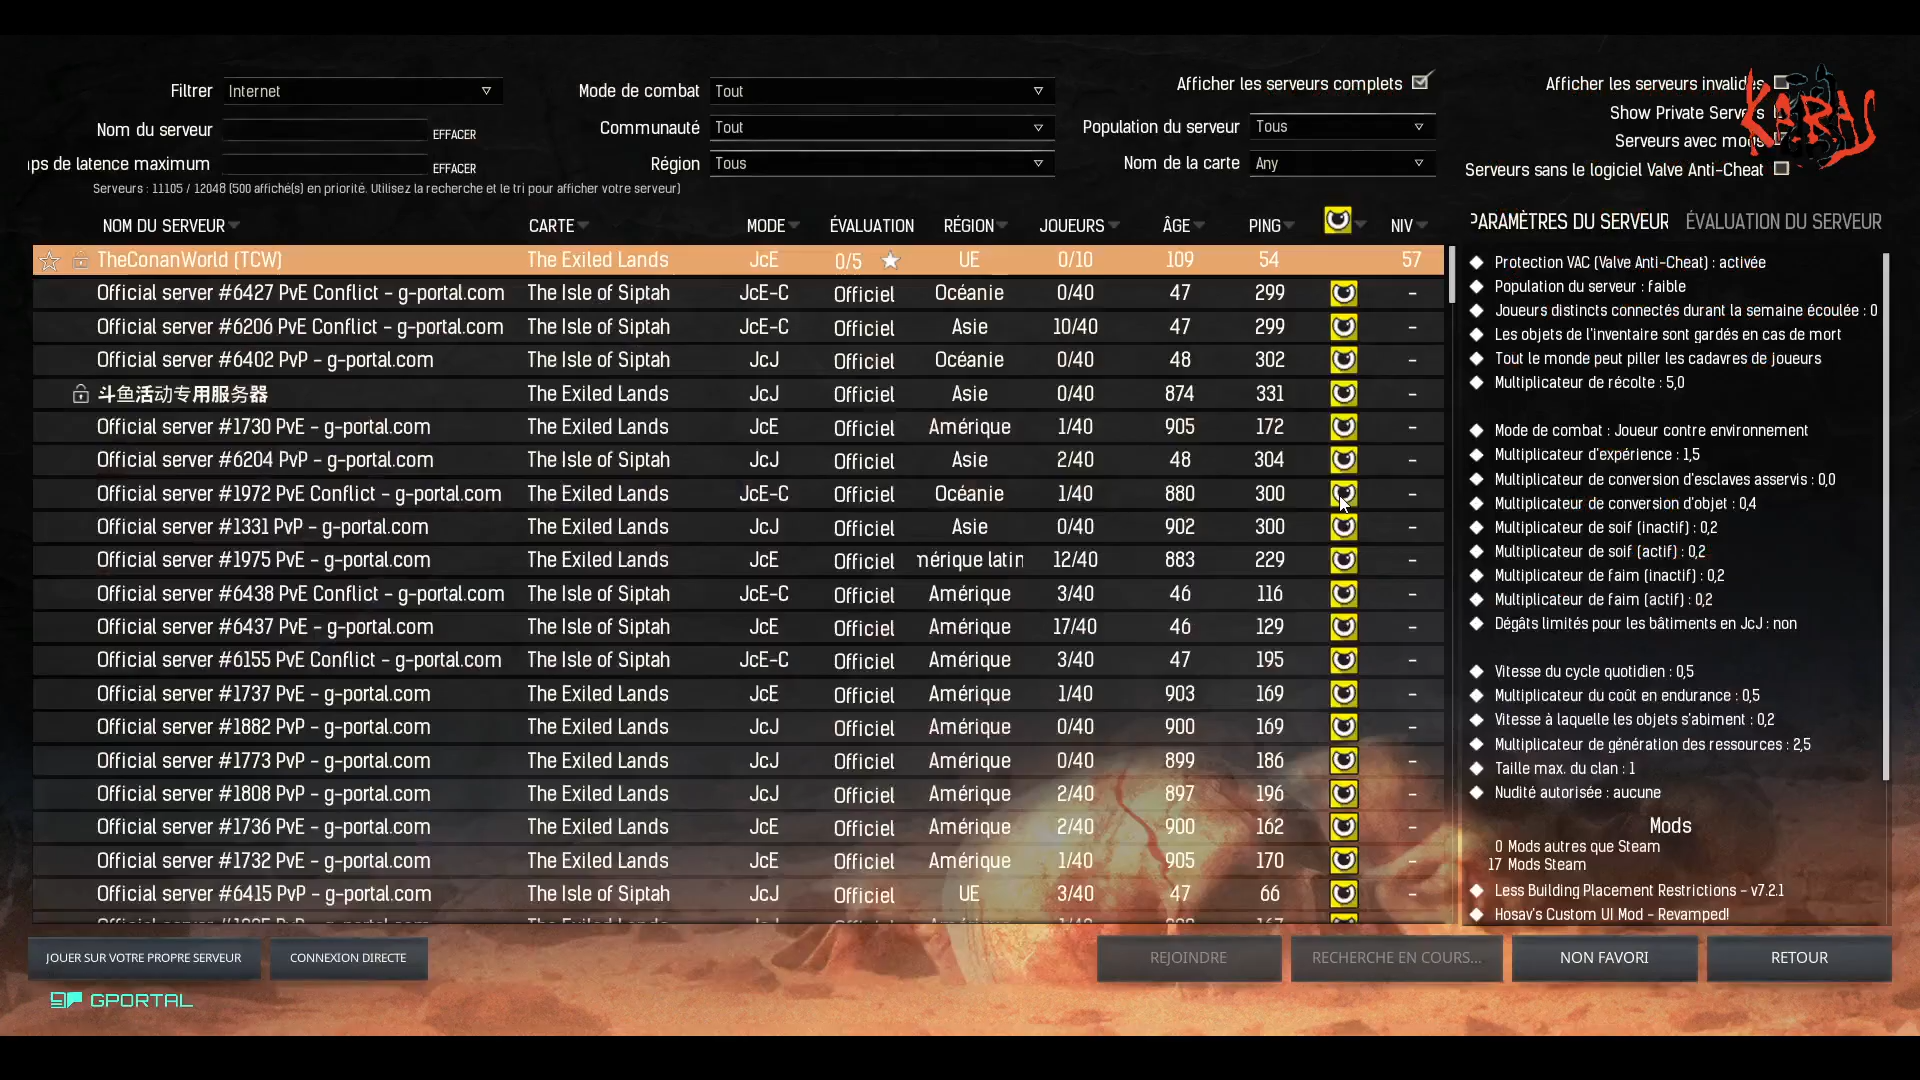 Filtrer Internet Mode de combat Tout Afficher les serveurs complets Afficher les serveurs invalides
Show Private Servers
Nom du serveur EFFACER Communauté Tout Population du serveur Tous
Serveurs avec mods
ps de latence maximum EFFACER Région Tous Nom de la carte Any
Serveurs sans le logiciel Valve Anti-Cheat
KARAS
Serveurs : 11105 / 12048 (500 affiché(s) en priorité. Utilisez la recherche et le tri pour afficher votre serveur)
NOM DU SERVEUR CARTE MODE ÉVALUATION RÉGION JOUEURS ÂGE PING NIV
TheConanWorld (TCW) The Exiled Lands JcE 0/5 UE 0/10 109 54 57
Official server #6427 PvE Conflict - g-portal.com The Isle of Siptah JcE-C Officiel Océanie 0/40 47 299 -
Official server #6206 PvE Conflict - g-portal.com The Isle of Siptah JcE-C Officiel Asie 10/40 47 299 -
Official server #6402 PvP - g-portal.com The Isle of Siptah JcJ Officiel Océanie 0/40 48 302 -
斗鱼活动专用服务器 The Exiled Lands JcJ Officiel Asie 0/40 874 331 -
Official server #1730 PvE - g-portal.com The Exiled Lands JcE Officiel Amérique 1/40 905 172 -
Official server #6204 PvP - g-portal.com The Isle of Siptah JcJ Officiel Asie 2/40 48 304 -
Official server #1972 PvE Conflict - g-portal.com The Exiled Lands JcE-C Officiel Océanie 1/40 880 300 -
Official server #1331 PvP - g-portal.com The Exiled Lands JcJ Officiel Asie 0/40 902 300 -
Official server #1975 PvE - g-portal.com The Exiled Lands JcE Officiel nérique latin 12/40 883 229 -
Official server #6438 PvE Conflict - g-portal.com The Isle of Siptah JcE-C Officiel Amérique 3/40 46 116 -
Official server #6437 PvE - g-portal.com The Isle of Siptah JcE Officiel Amérique 17/40 46 129 -
Official server #6155 PvE Conflict - g-portal.com The Isle of Siptah JcE-C Officiel Amérique 3/40 47 195 -
Official server #1737 PvE - g-portal.com The Exiled Lands JcE Officiel Amérique 1/40 903 169 -
Official server #1882 PvP - g-portal.com The Exiled Lands JcJ Officiel Amérique 0/40 900 169 -
Official server #1773 PvP - g-portal.com The Exiled Lands JcJ Officiel Amérique 0/40 899 186 -
Official server #1808 PvP - g-portal.com The Exiled Lands JcJ Officiel Amérique 2/40 897 196 -
Official server #1736 PvE - g-portal.com The Exiled Lands JcE Officiel Amérique 2/40 900 162 -
Official server #1732 PvE - g-portal.com The Exiled Lands JcE Officiel Amérique 1/40 905 170 -
Official server #6415 PvP - g-portal.com The Isle of Siptah JcJ Officiel UE 3/40 47 66 -
PARAMÈTRES DU SERVEUR ÉVALUATION DU SERVEUR
Protection VAC (Valve Anti-Cheat) : activée
Population du serveur : faible
Joueurs distincts connectés durant la semaine écoulée : 0
Les objets de l'inventaire sont gardés en cas de mort
Tout le monde peut piller les cadavres de joueurs
Multiplicateur de récolte : 5,0
Mode de combat : Joueur contre environnement
Multiplicateur d'expérience : 1,5
Multiplicateur de conversion d'esclaves asservis : 0,0
Multiplicateur de conversion d'objet : 0,4
Multiplicateur de soif (inactif) : 0,2
Multiplicateur de soif (actif) : 0,2
Multiplicateur de faim (inactif) : 0,2
Multiplicateur de faim (actif) : 0,2
Dégâts limités pour les bâtiments en JcJ : non
Vitesse du cycle quotidien : 0,5
Multiplicateur du coût en endurance : 0,5
Vitesse à laquelle les objets s'abiment : 0,2
Multiplicateur de génération des ressources : 2,5
Taille max. du clan : 1
Nudité autorisée : aucune
Mods
0 Mods autres que Steam
17 Mods Steam
Less Building Placement Restrictions - v7.2.1
Hosav's Custom UI Mod - Revamped!
JOUER SUR VOTRE PROPRE SERVEUR CONNEXION DIRECTE REJOINDRE RECHERCHE EN COURS... NON FAVORI RETOUR
GPORTAL